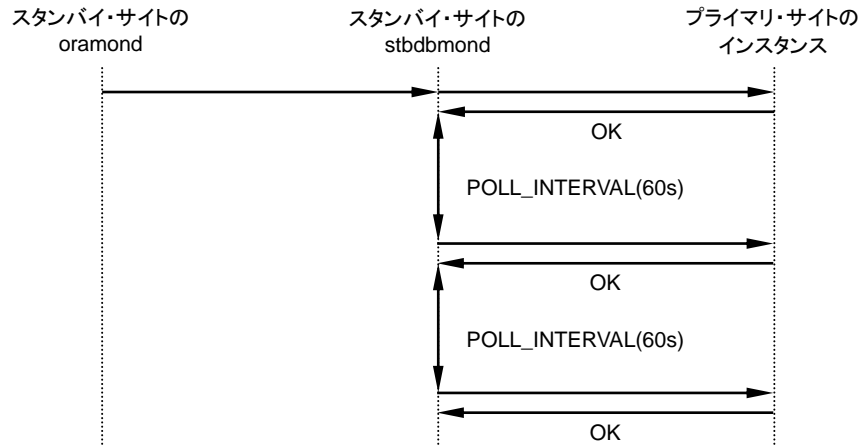 スタンバイ・サイトの
oramond
スタンバイ・サイトの
stbdbmond
プライマリ・サイトの
インスタンス
OK
POLL_INTERVAL(60s)
OK
POLL_INTERVAL(60s)
OK